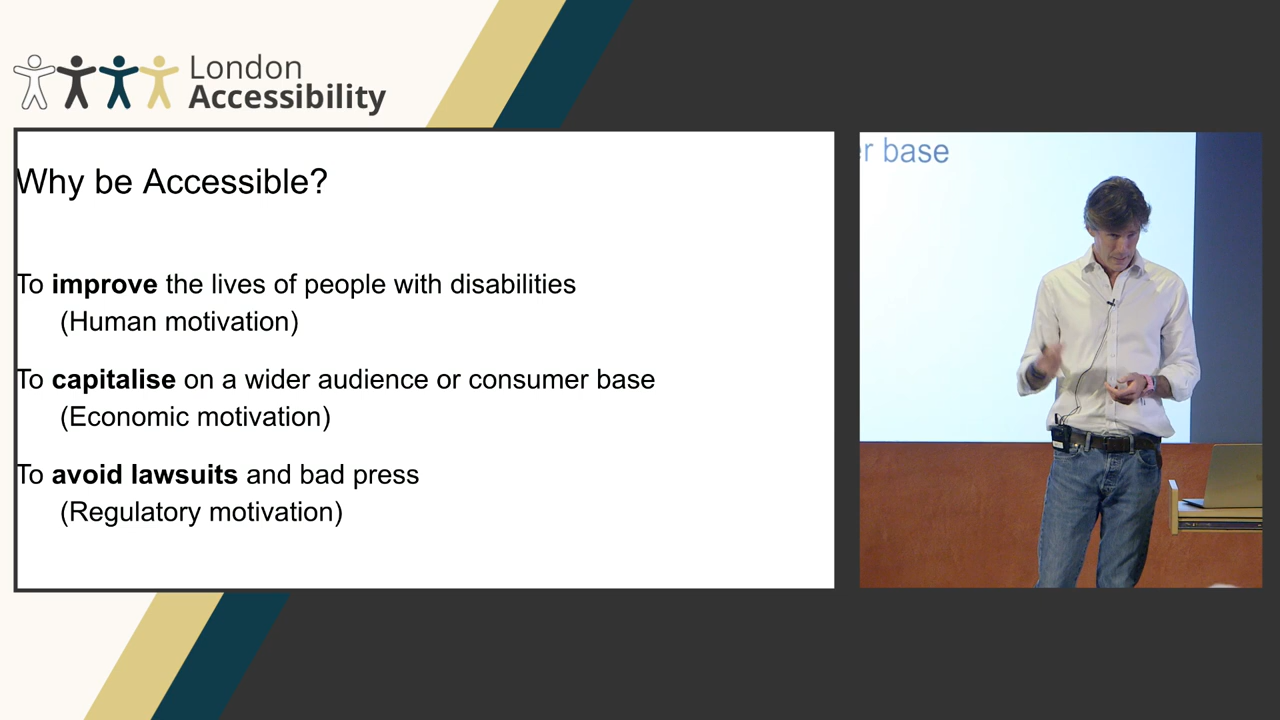 London
Accessibility
Why be Accessible?
To improve the lives of people with disabilities
(Human motivation)
To capitalise on a wider audience or consumer base
(Economic motivation)
To avoid lawsuits and bad press
(Regulatory motivation)
base